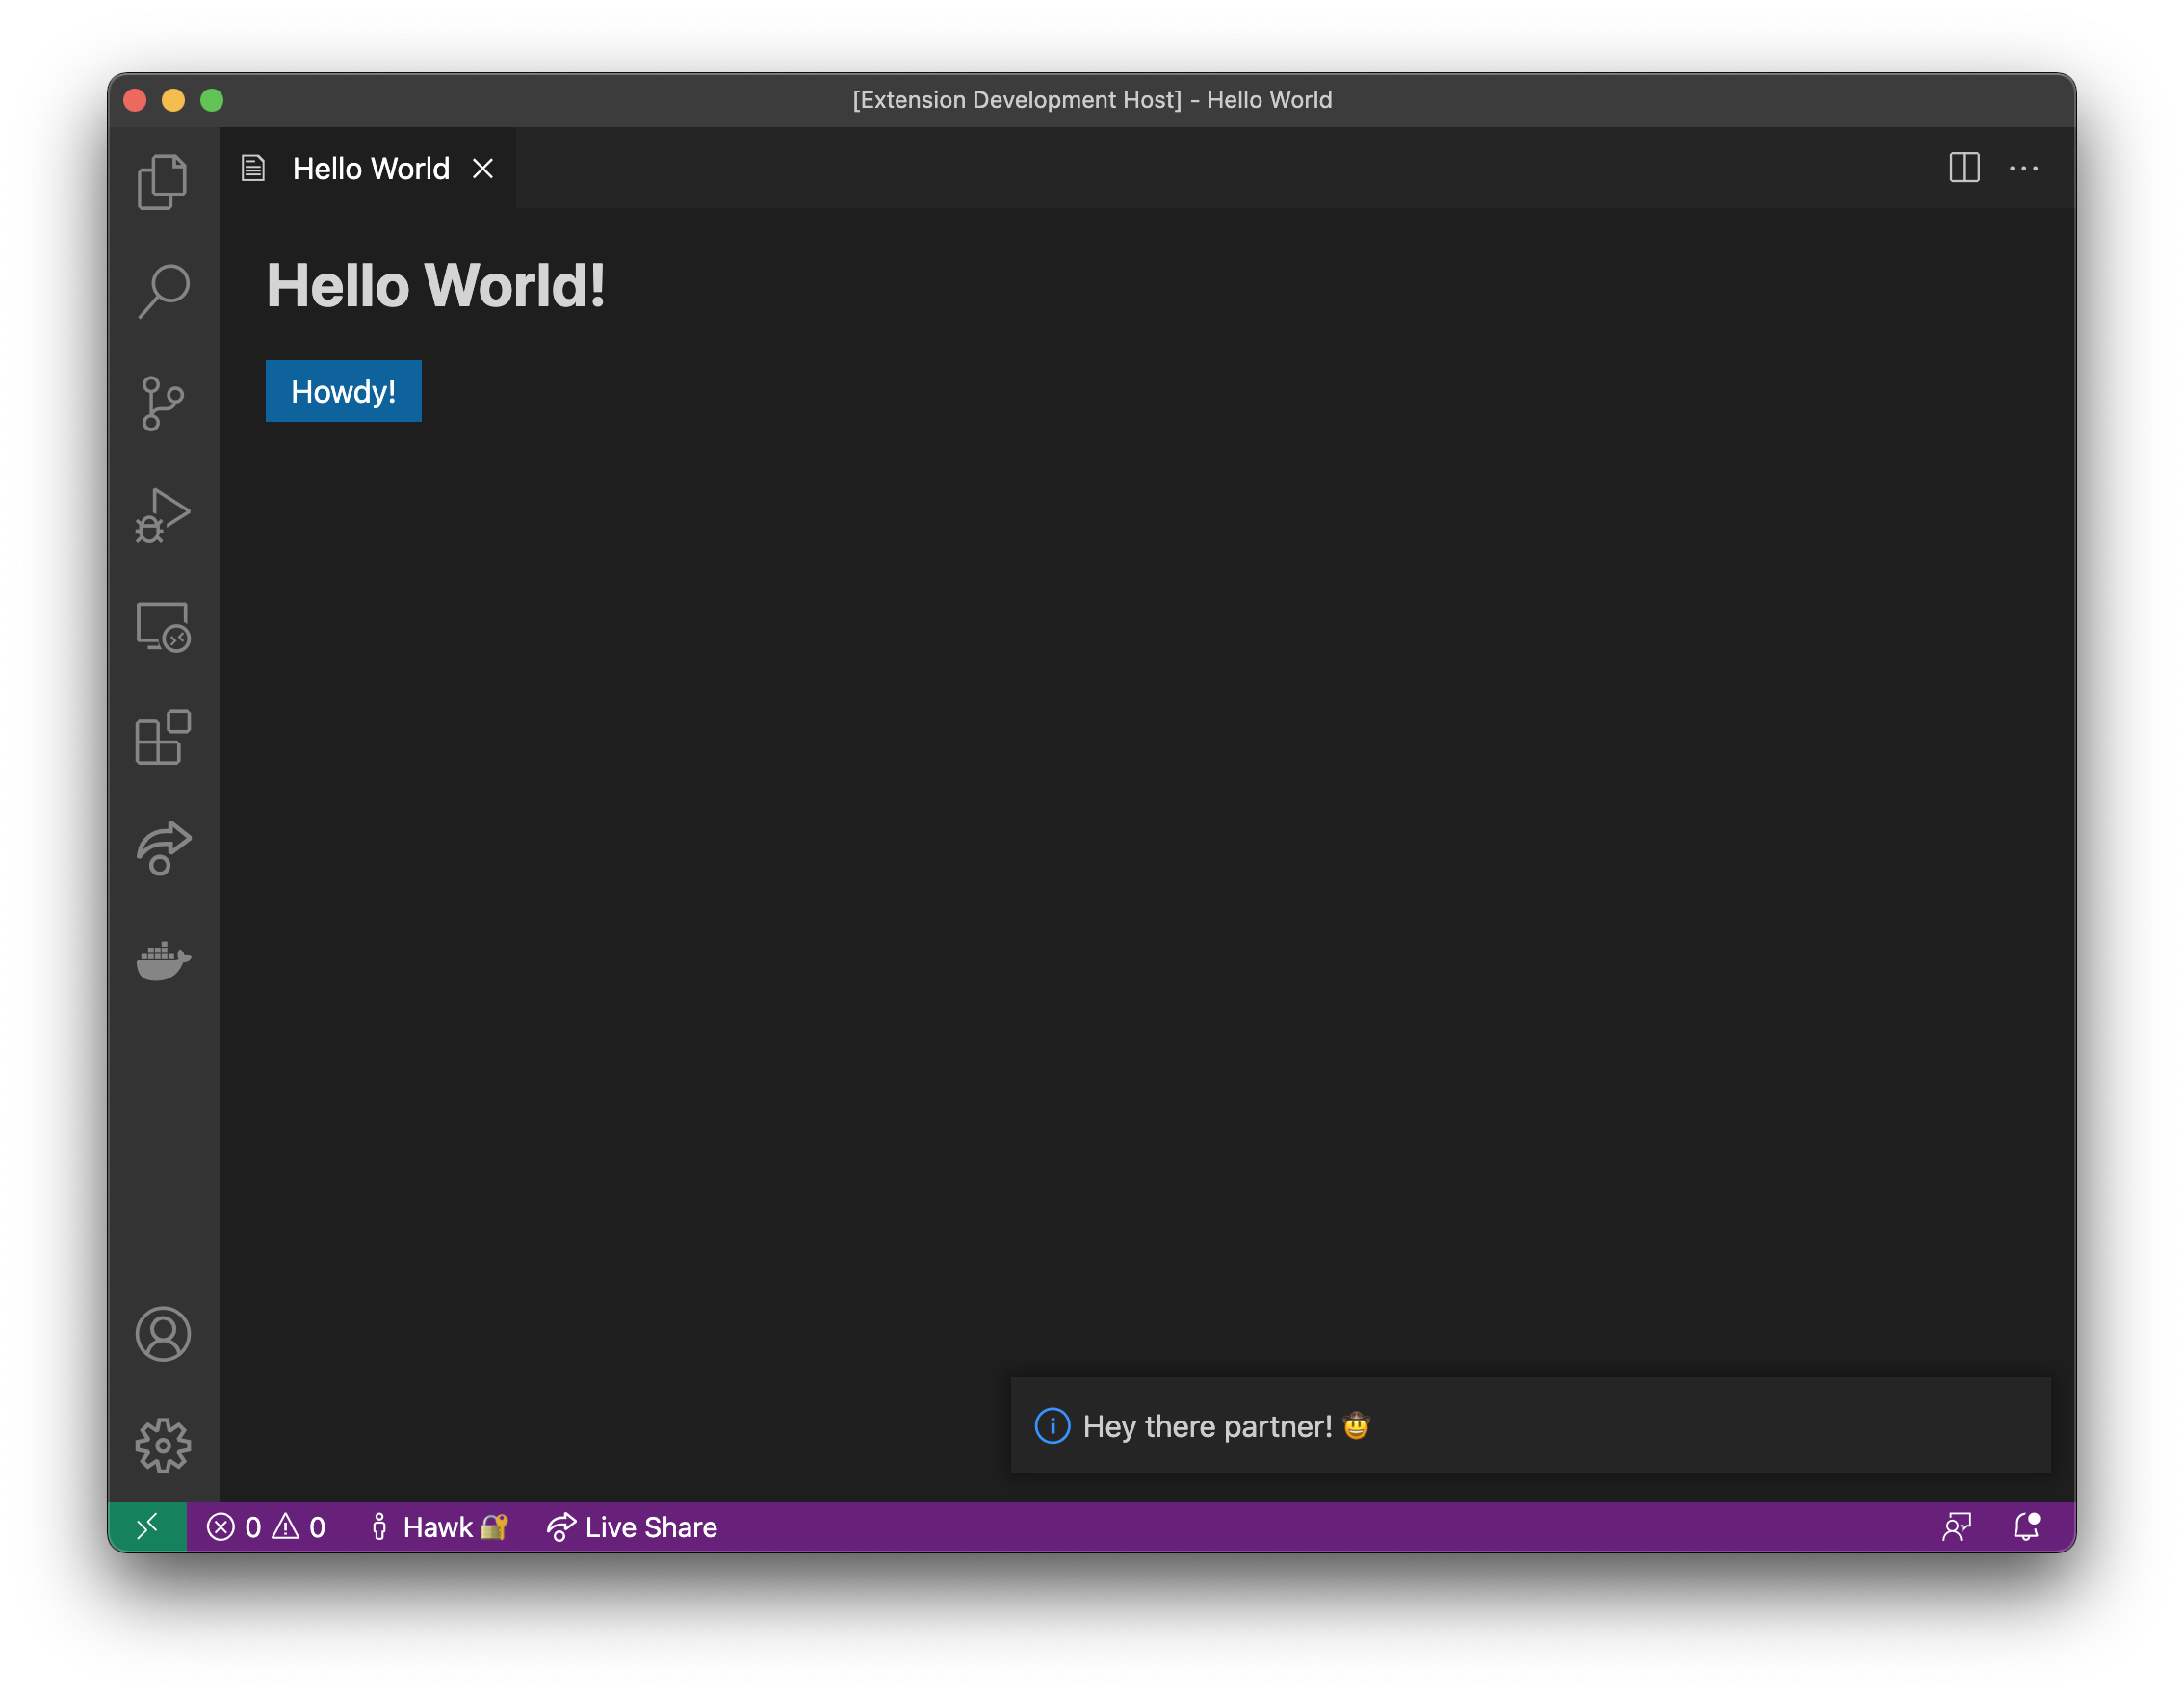 [Extension Development Host] - Hello World
Hello World
Hello World!
Howdy!
Hey there partner! 🤠
0 0 Hawk 🔐 Live Share